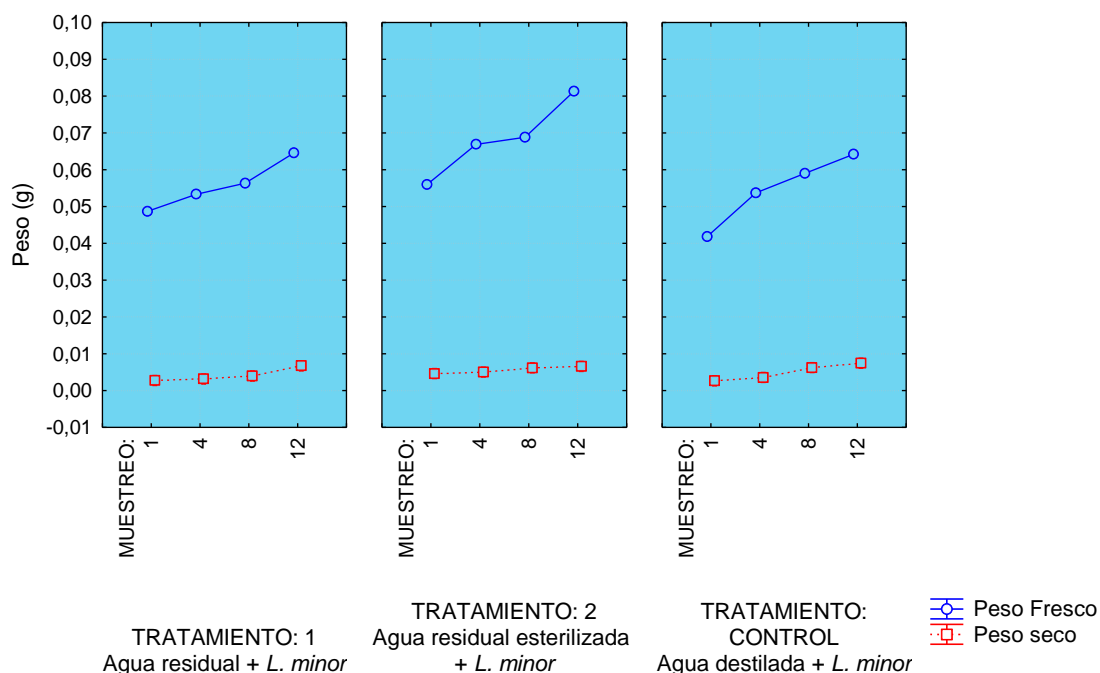 0,10
0,09
0,08
0,07
0,06
0,05
0,04
0,03
0,02
0,01
0,00
-0,01
Peso (g)
MUESTREO: 1 4 8 12
MUESTREO: 1 4 8 12
MUESTREO: 1 4 8 12
TRATAMIENTO: 1
Agua residual + L. minor
TRATAMIENTO: 2
Agua residual esterilizada
+ L. minor
TRATAMIENTO:
CONTROL
Agua destilada + L. minor
Peso Fresco
Peso seco